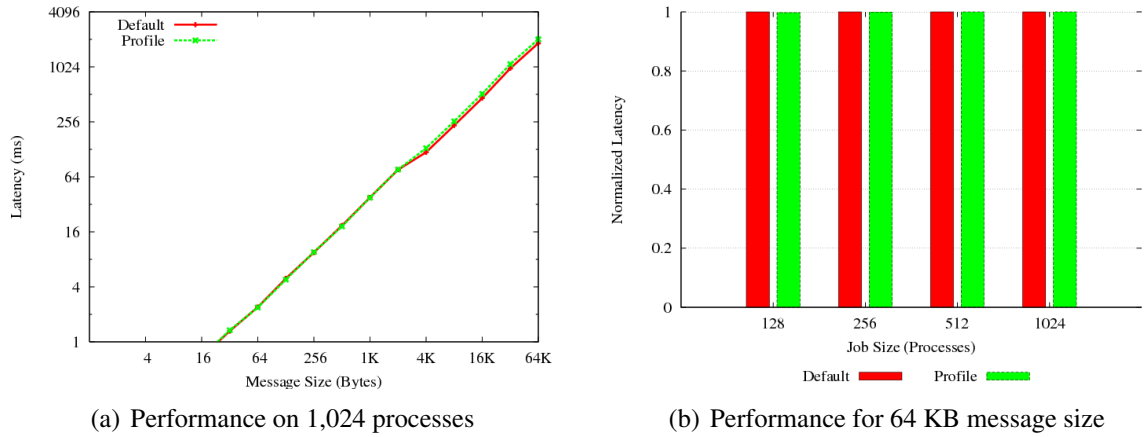 4096
1024
256
64
16
4
1
Latency (ms)
Default
Profile
4 16 64 256 1K 4K 16K 64K
Message Size (Bytes)
(a) Performance on 1,024 processes
1
0.8
0.6
0.4
0.2
0
Normalized Latency
128 256 512 1024
Job Size (Processes)
Default Profile
(b) Performance for 64 KB message size